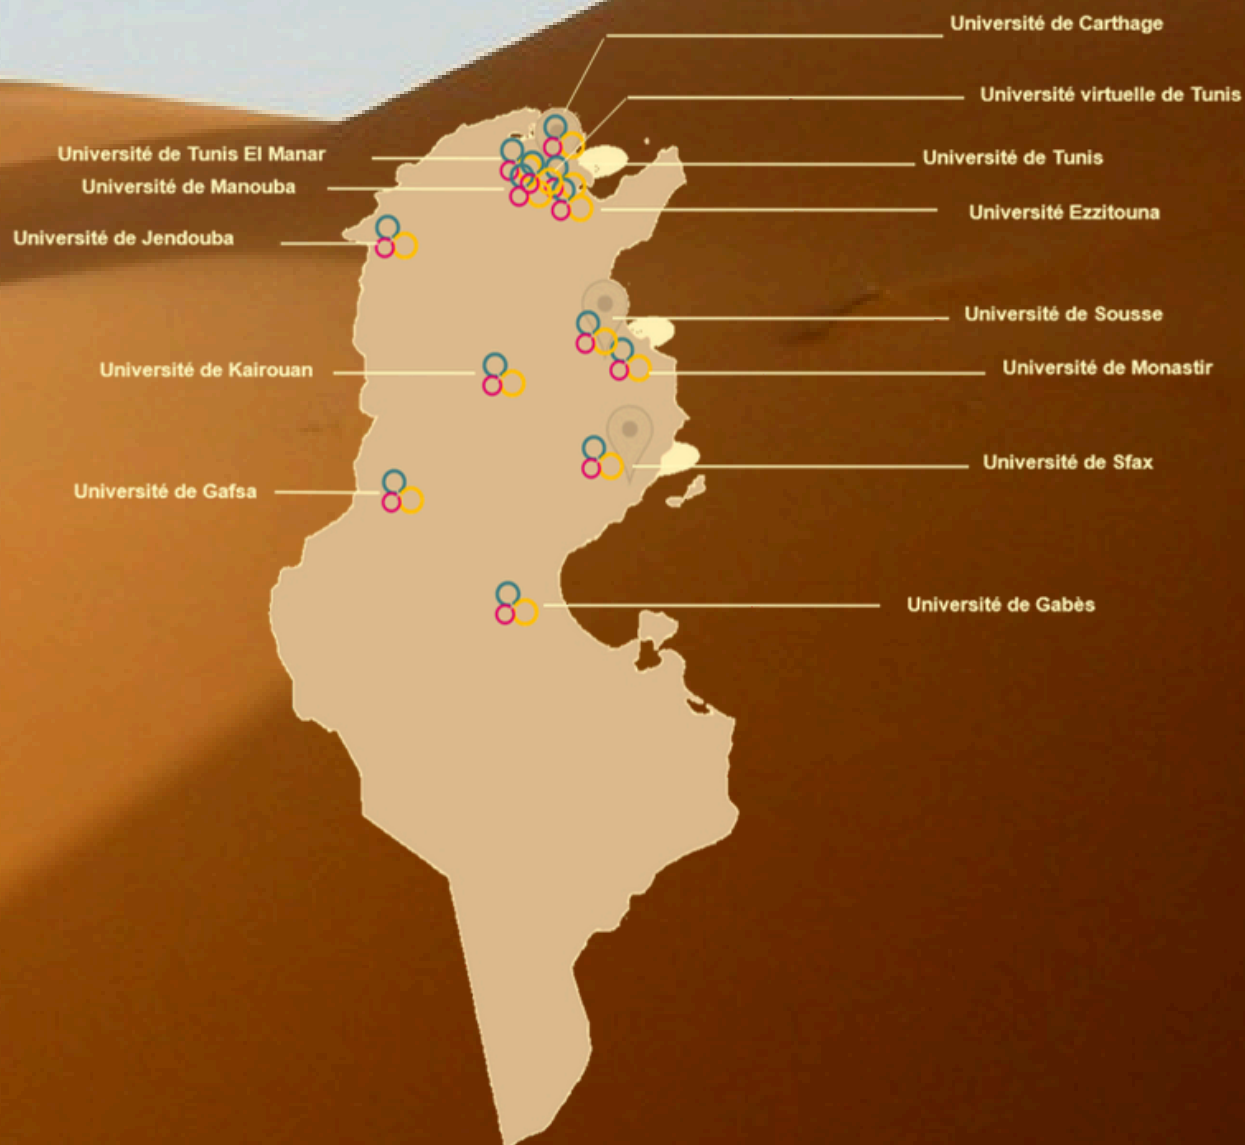 Université de Carthage
Université virtuelle de Tunis
Université de Tunis El Manar
Université de Tunis
Université de Manouba
Université Ezzitouna
Université de Jendouba
Université de Sousse
Université de Kairouan
Université de Monastir
Université de Sfax
Université de Gafsa
Université de Gabès